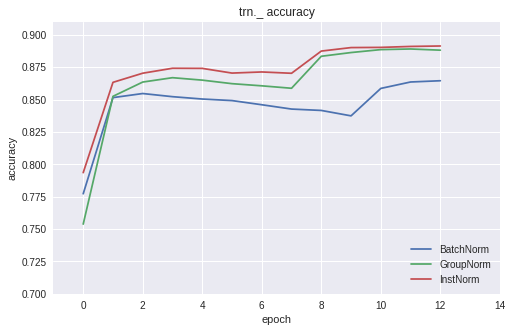 trn._ accuracy
0.900
0.875
0.850
0.825
0.800
0.775
0.750
0.725
0.700
accuracy
BatchNorm
GroupNorm
InstNorm
0 2 4 6 8 10 12 14
epoch